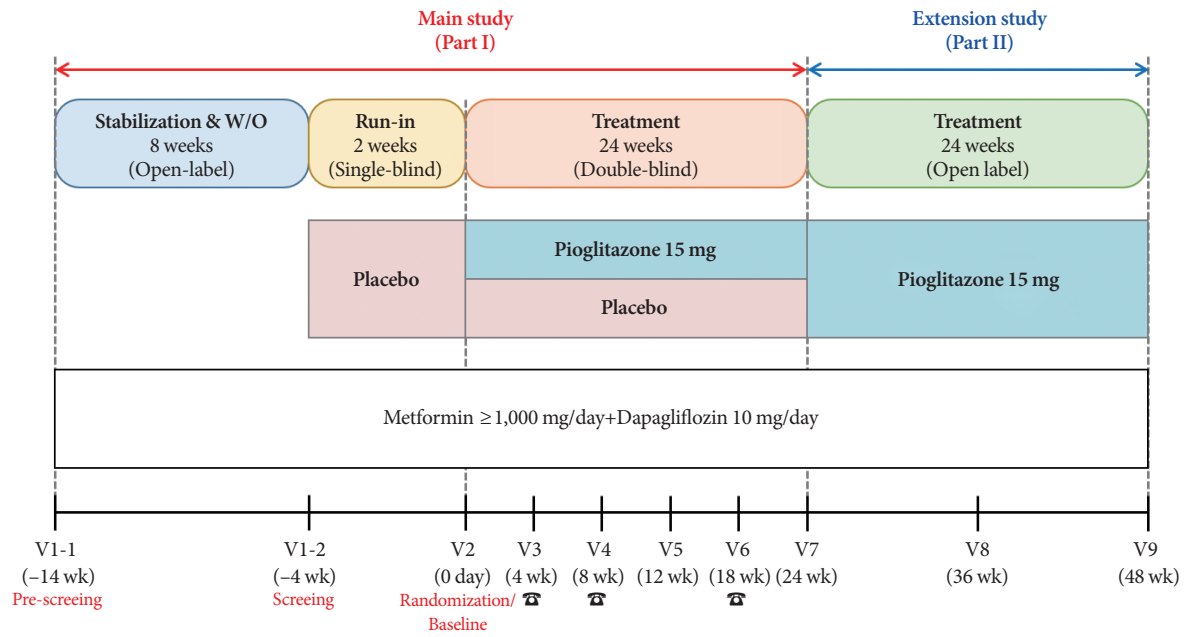 Main study
(Part I)
Extension study
(Part II)
Stabilization & W/O
8 weeks
(Open-label)
Run-in
2 weeks
(Single-blind)
Treatment
24 weeks
(Double-blind)
Treatment
24 weeks
(Open label)
Placebo
Pioglitazone 15 mg
Placebo
Pioglitazone 15 mg
Metformin ≥1,000 mg/day+Dapagliflozin 10 mg/day
V1-1
(–14 wk)
Pre-screeing
V1-2
(–4 wk)
Screeing
V2
(0 day)
Randomization/
Baseline
V3
(4 wk)
☎
V4
(8 wk)
☎
V5
(12 wk)
V6
(18 wk)
☎
V7
(24 wk)
V8
(36 wk)
V9
(48 wk)